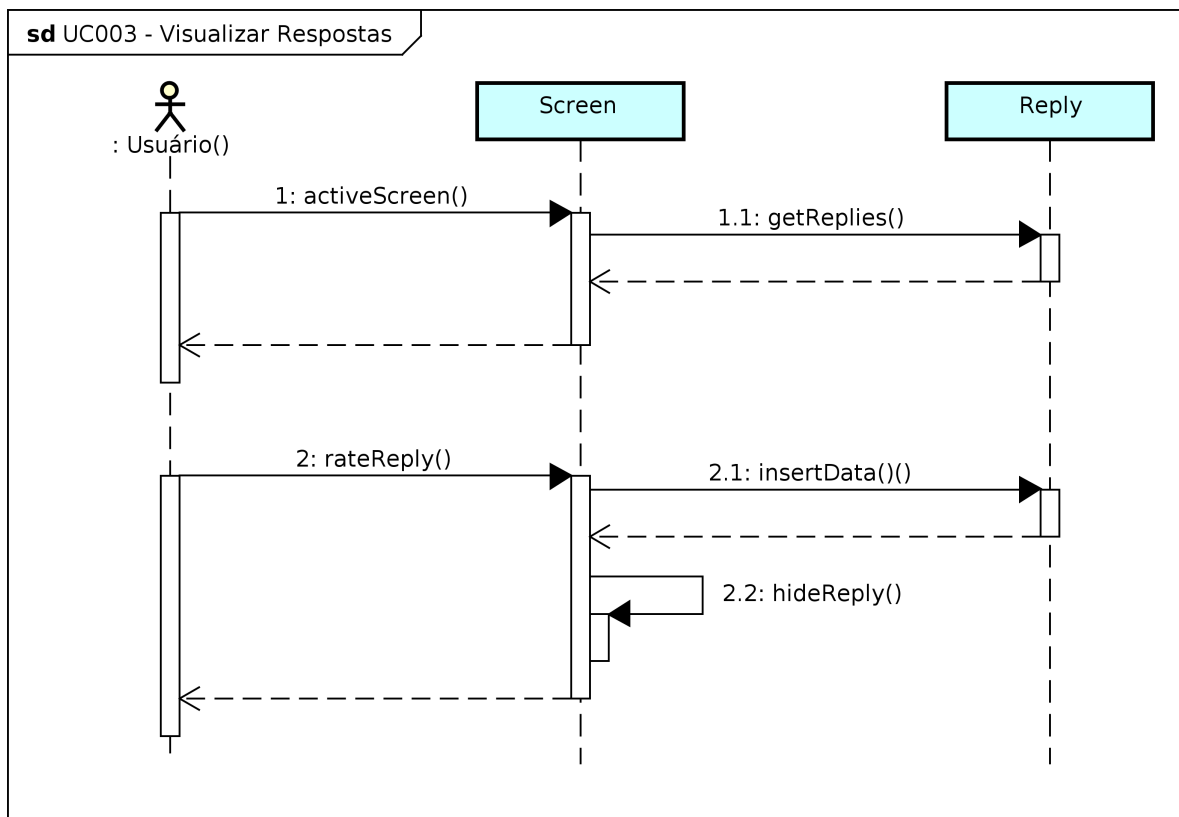 sd UC003 - Visualizar Respostas
: Usuário()
Screen
Reply
1: activeScreen()
1.1: getReplies()
2: rateReply()
2.1: insertData()()
2.2: hideReply()